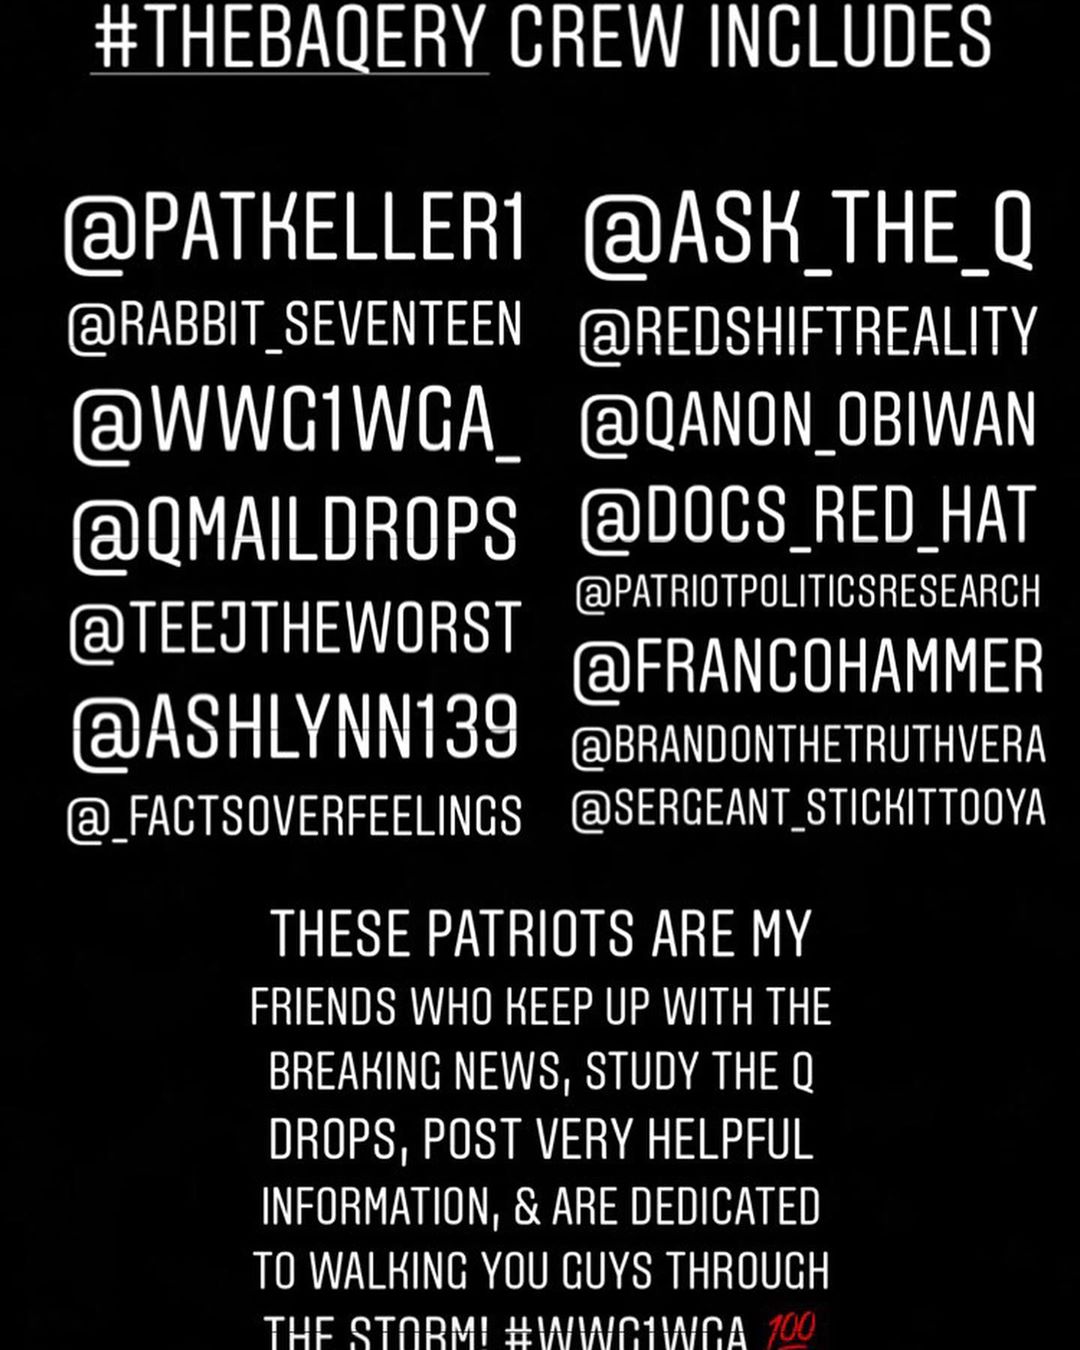 #THEBAQERY CREW INCLUDES
@PATKELLER1
@RABBIT_SEVENTEEN
@WWG1WGA_
@QMAILDROPS
@TEEJTHEWORST
@ASHLYNN139
@_FACTSOVERFEELINGS
@ASK_THE_Q
@REDSHIFTREALITY
@QANON_OBIWAN
@DOCS_RED_HAT
@PATRIOTPOLITICSRESEARCH
@FRANCOHAMMER
@BRANDONTHETRUTHVERA
@SERGEANT_STICKITTOOYA
THESE PATRIOTS ARE MY
FRIENDS WHO KEEP UP WITH THE
BREAKING NEWS, STUDY THE Q
DROPS, POST VERY HELPFUL
INFORMATION, & ARE DEDICATED
TO WALKING YOU GUYS THROUGH
THE STORM! #WWG1WGA 💯